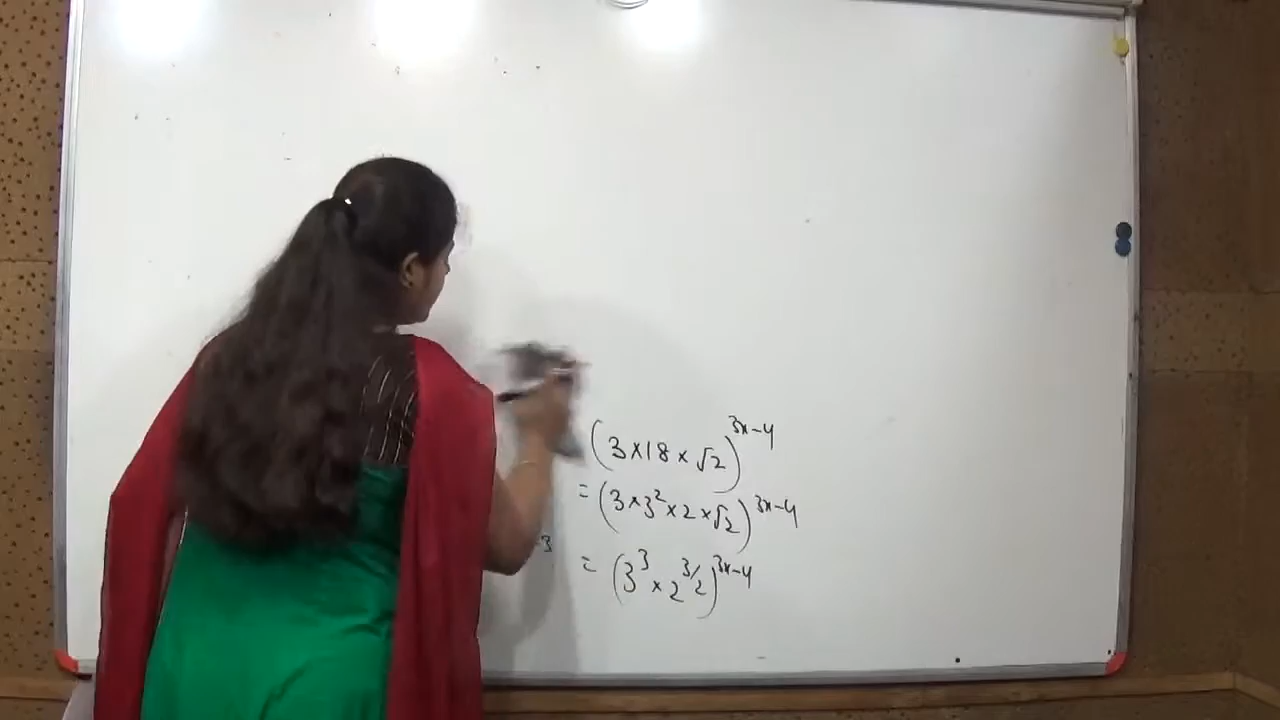 (3×18×√2)^{3x-4}
= (3×3²×2×√2)^{3x-4}
= (3³×2^{3/2})^{3x-4}